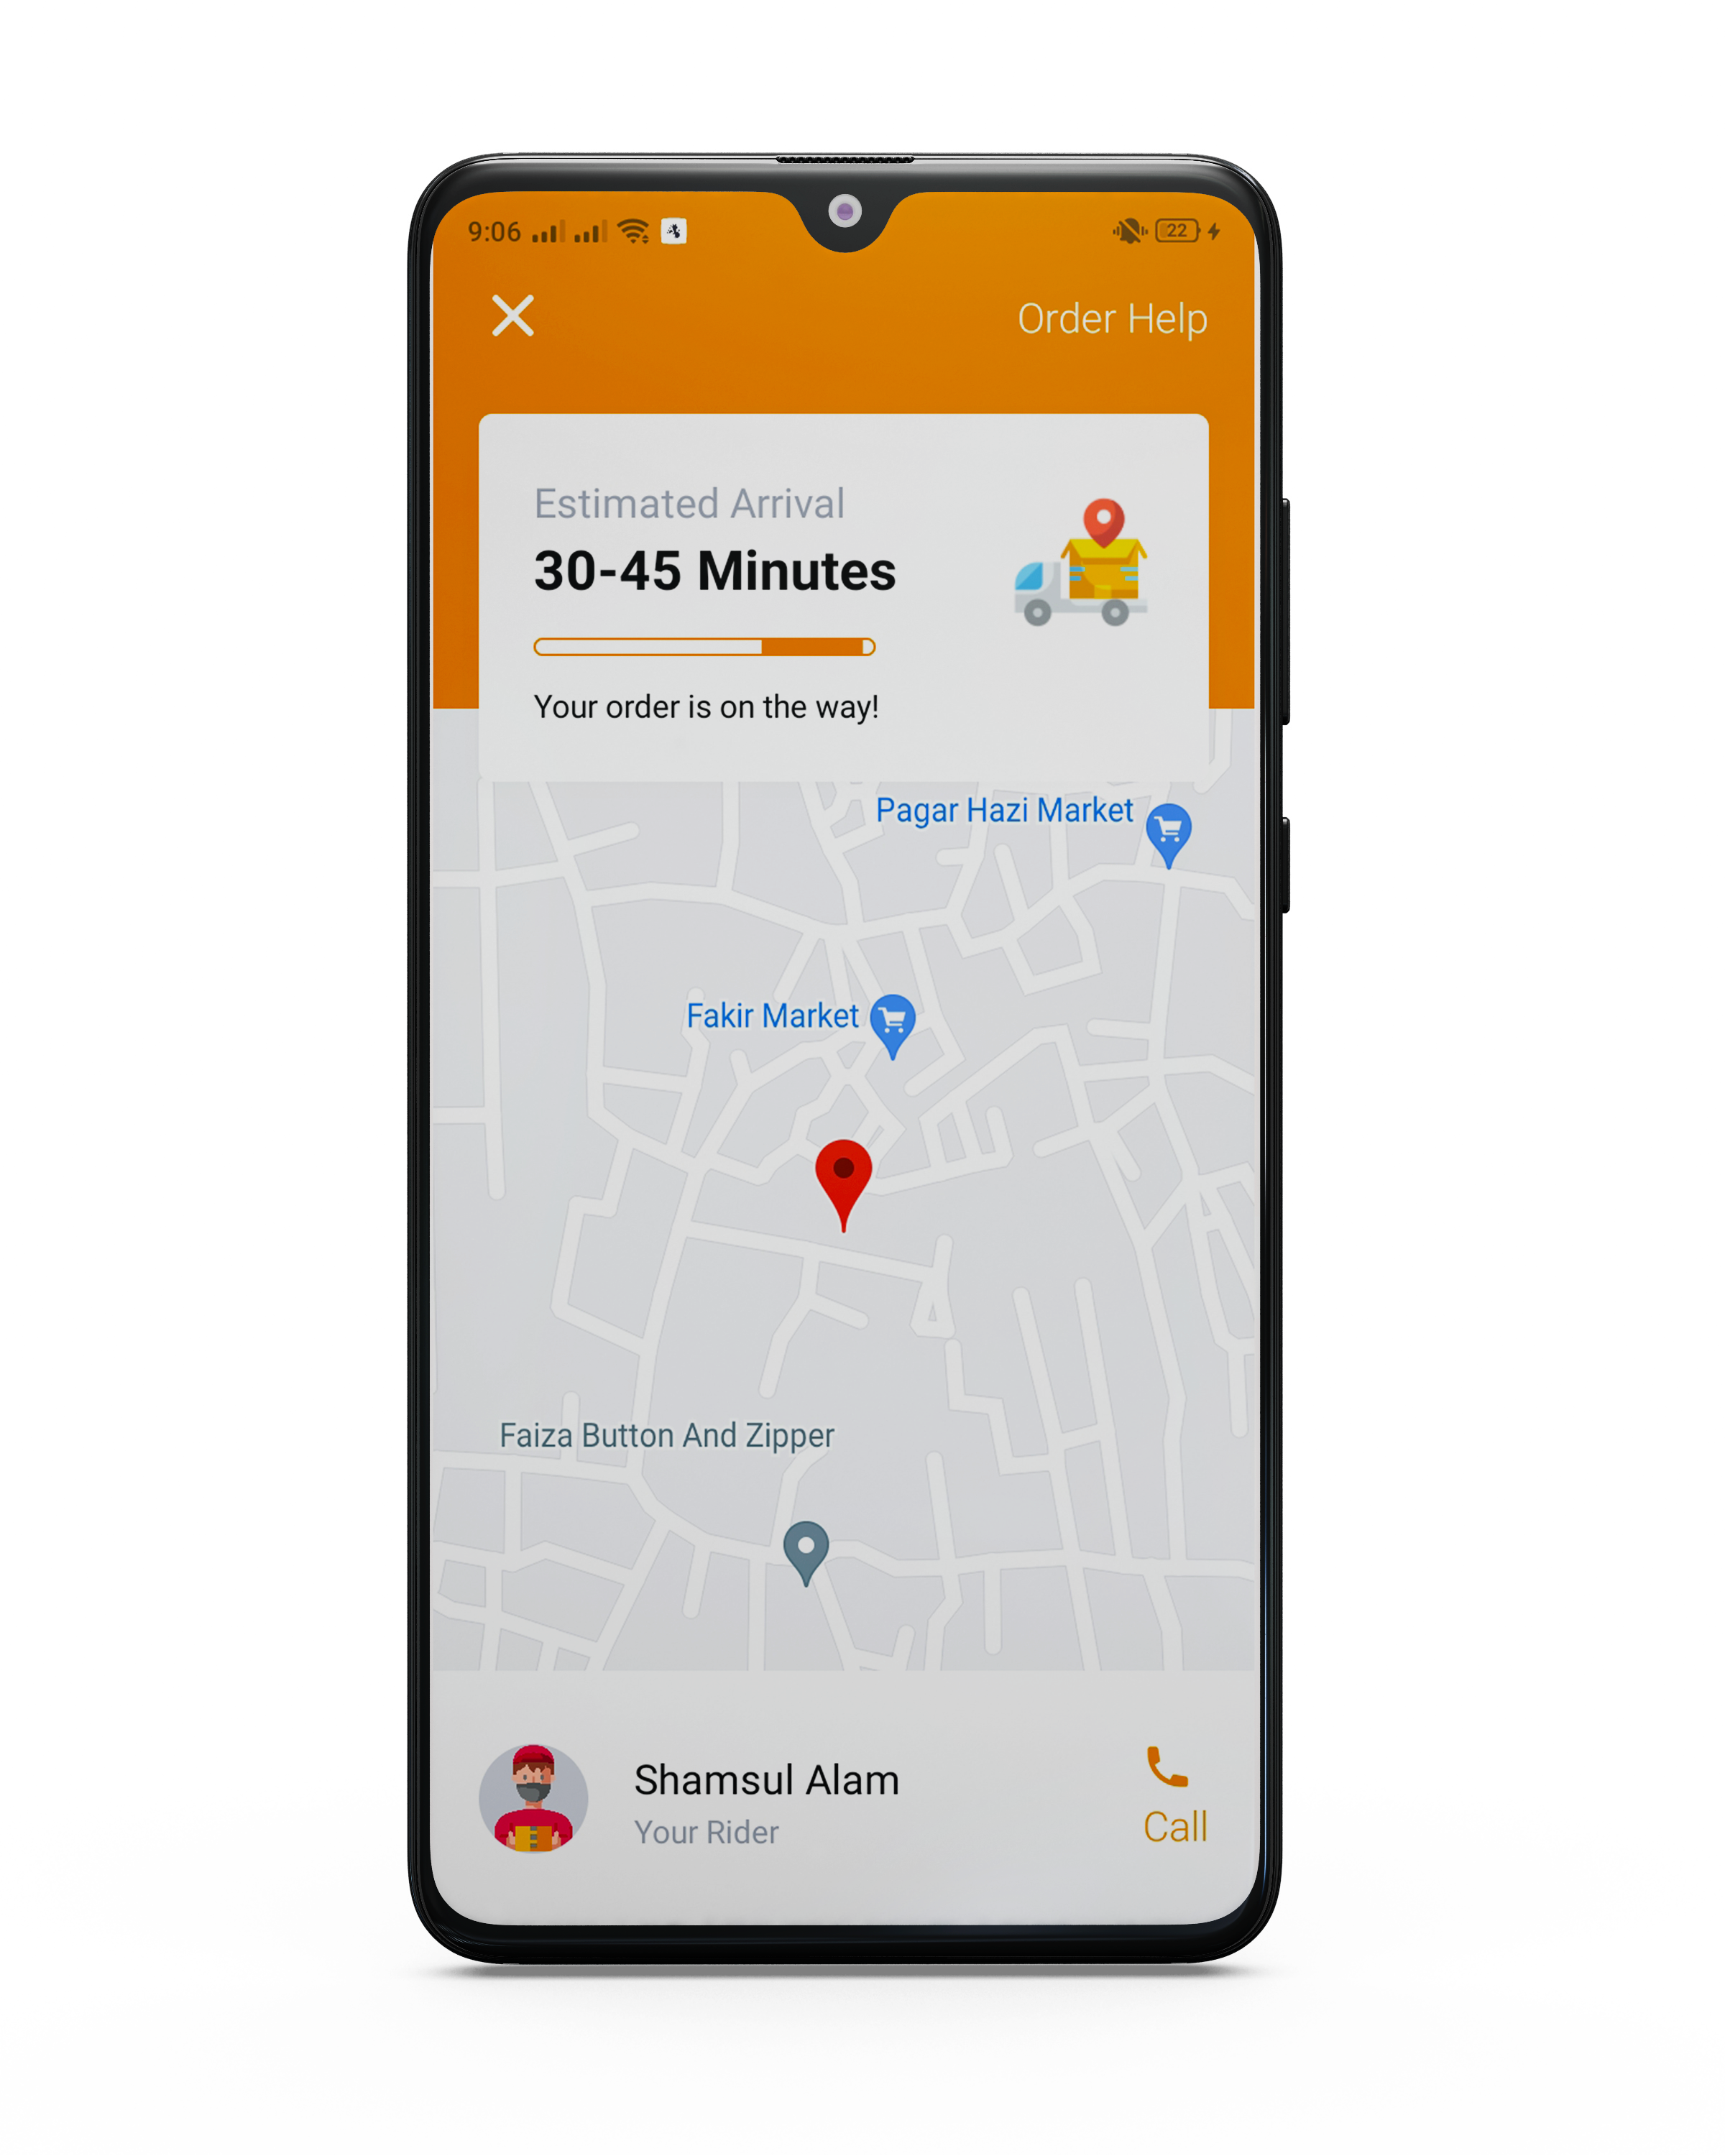 9:06
22
Order Help
Estimated Arrival
30-45 Minutes
Your order is on the way!
Pagar Hazi Market
Fakir Market
Faiza Button And Zipper
Shamsul Alam
Your Rider
Call